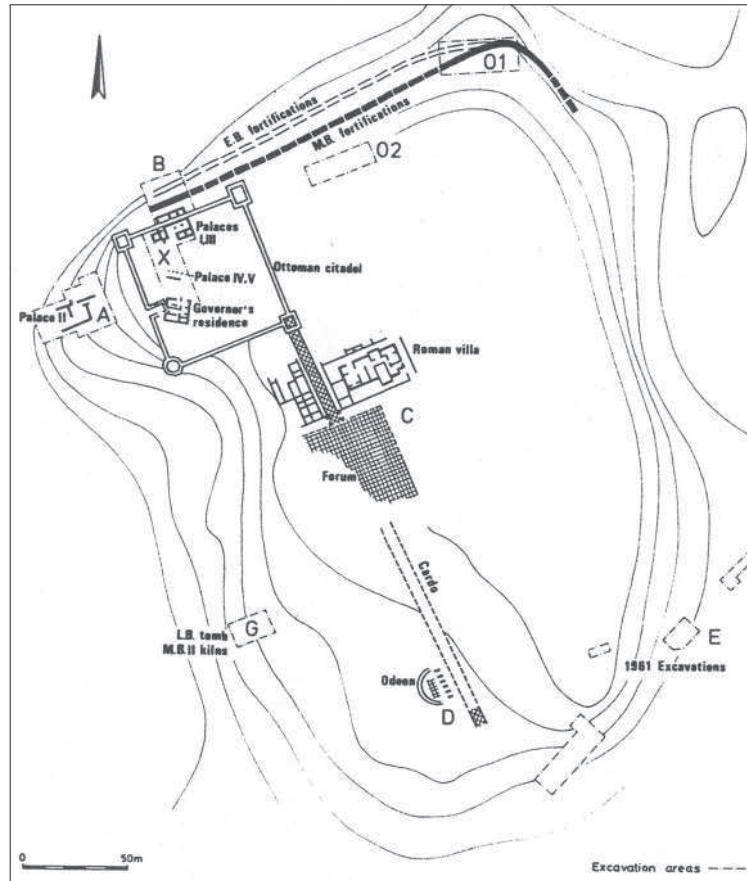 O1
E.B. fortifications
M.B. fortifications
O2
B
Palaces
I,III
X
Palace IV,V
Ottoman citadel
Palace II
A
Governor's
residence
Roman villa
C
Forum
Cardo
G
L.B. tomb
M.B.II kilns
E
1961 Excavations
Odeon
D
0
50m
Excavation areas